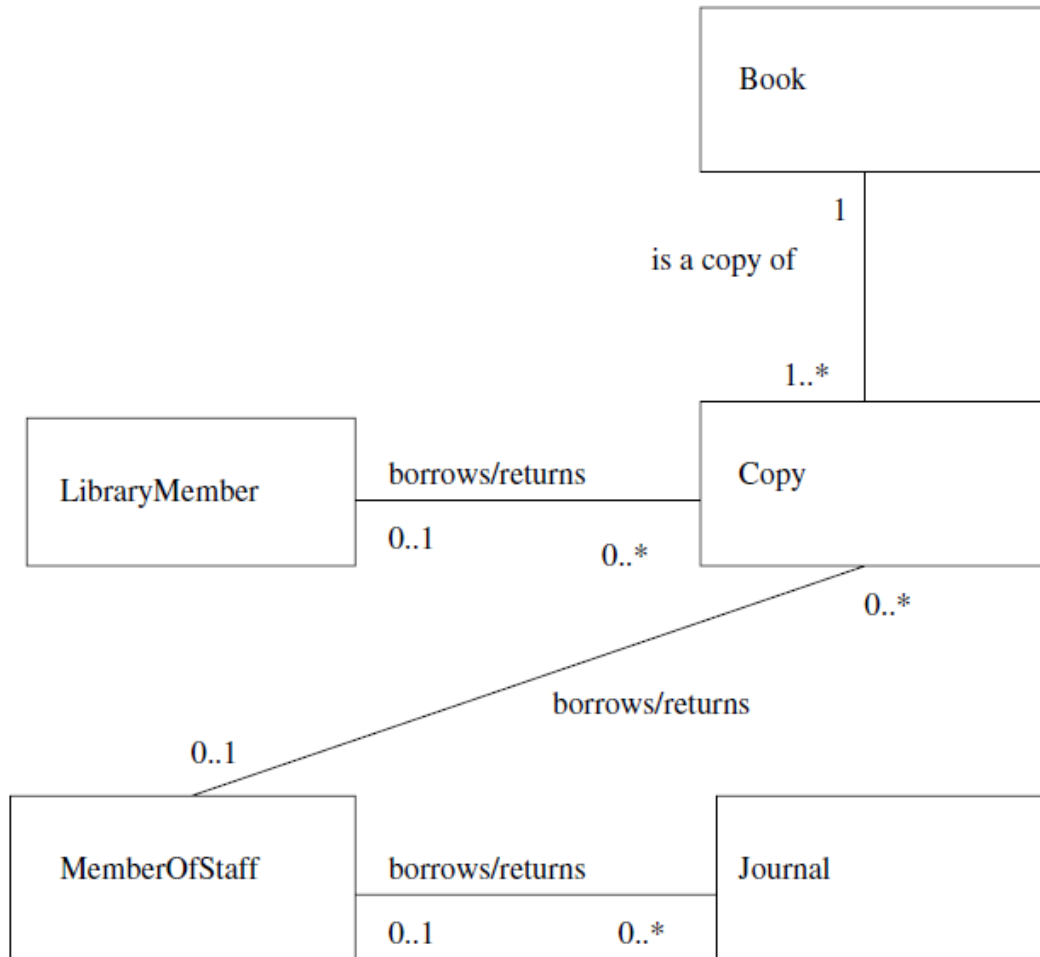 Book
1
is a copy of
1..*
LibraryMember
borrows/returns
Copy
0..1
0..*
0..*
borrows/returns
0..1
MemberOfStaff
borrows/returns
Journal
0..1
0..*